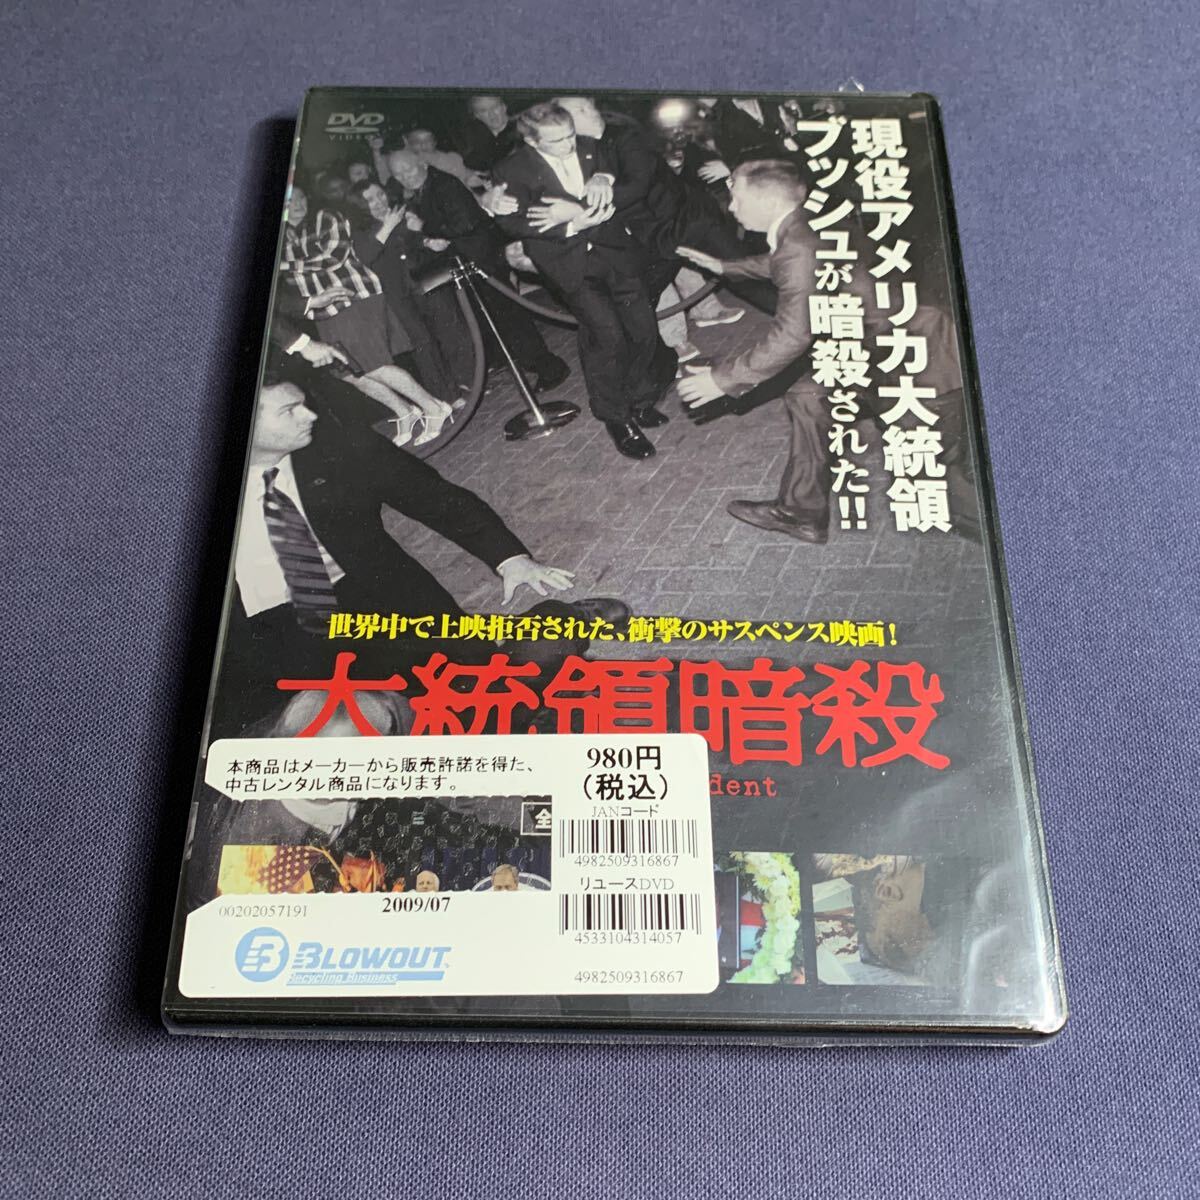 DVD
VIDEO
現役アメリカ大統領
ブッシュが暗殺された!!
世界中で上映拒否された、衝撃のサスペンス映画!
大統領暗殺
dent
本商品はメーカーから販売許諾を得た、
中古レンタル商品になります。
980円
(税込)
JANコード
4982509316867
リユースDVD
4533104314057
4982509316867
全
00202057191
2009/07
BLOWOUT
Recycling Business